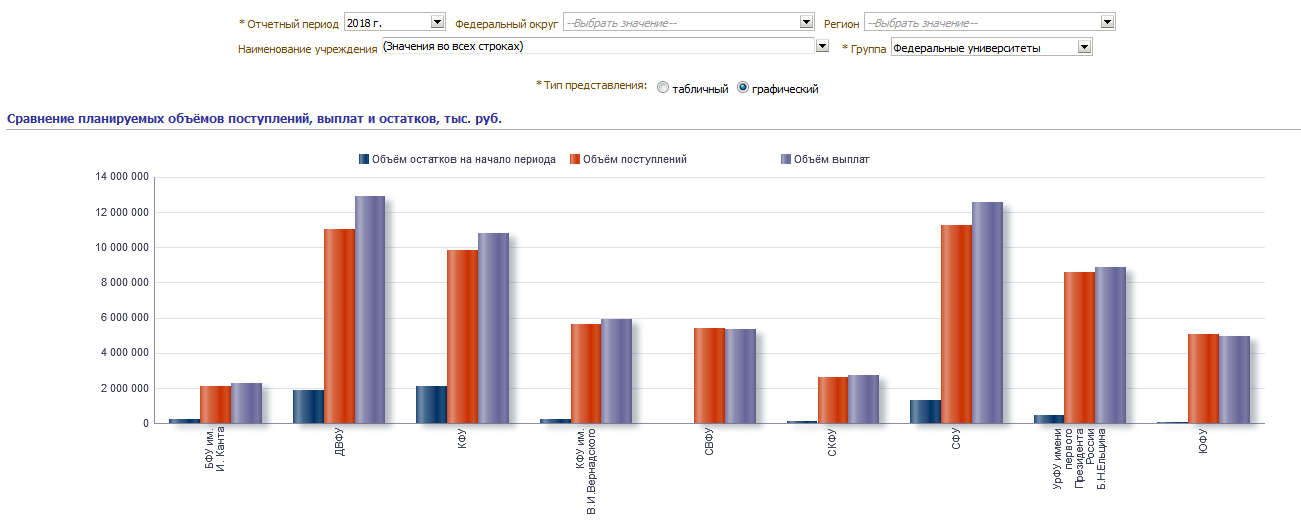 * Отчетный период 2018 г. Федеральный округ --Выбрать значение-- Регион --Выбрать значение--
Наименование учреждения (Значения во всех строках) * Группа Федеральные университеты
* Тип представления: табличный графический
Сравнение планируемых объёмов поступлений, выплат и остатков, тыс. руб.
Объём остатков на начало периода Объём поступлений Объём выплат
14 000 000
12 000 000
10 000 000
8 000 000
6 000 000
4 000 000
2 000 000
0
БФУ им.
И. Канта
ДВФУ
КФУ
КФУ им.
В.И.Вернадского
СВФУ
СКФУ
СФУ
УрФУ имени
первого
Президента
России
Б.Н.Ельцина
ЮФУ